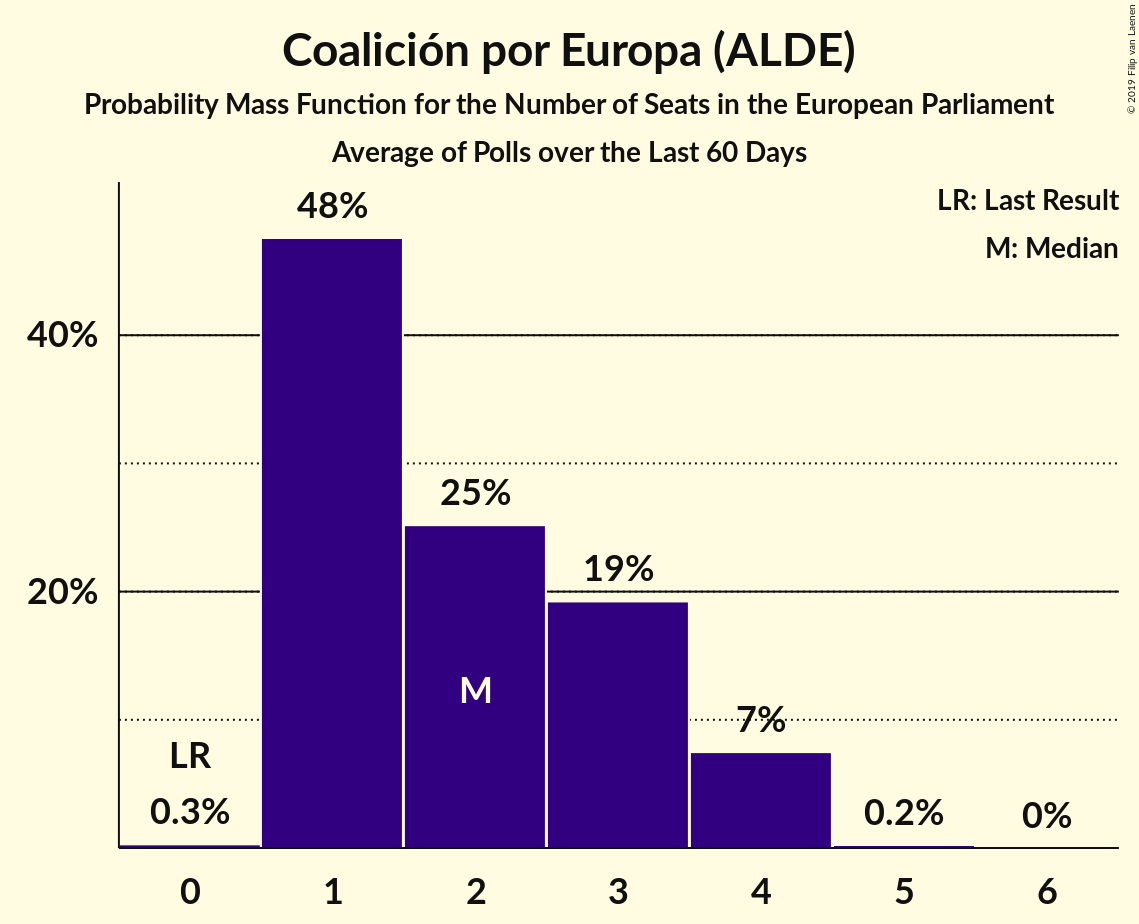 Coalición por Europa (ALDE)
Probability Mass Function for the Number of Seats in the European Parliament
Average of Polls over the Last 60 Days
© 2019 Filip van Laenen
LR: Last Result
M: Median
48%
40%
25%
19%
20%
M
7%
LR
0.3%
0.2%
0%
0 1 2 3 4 5 6